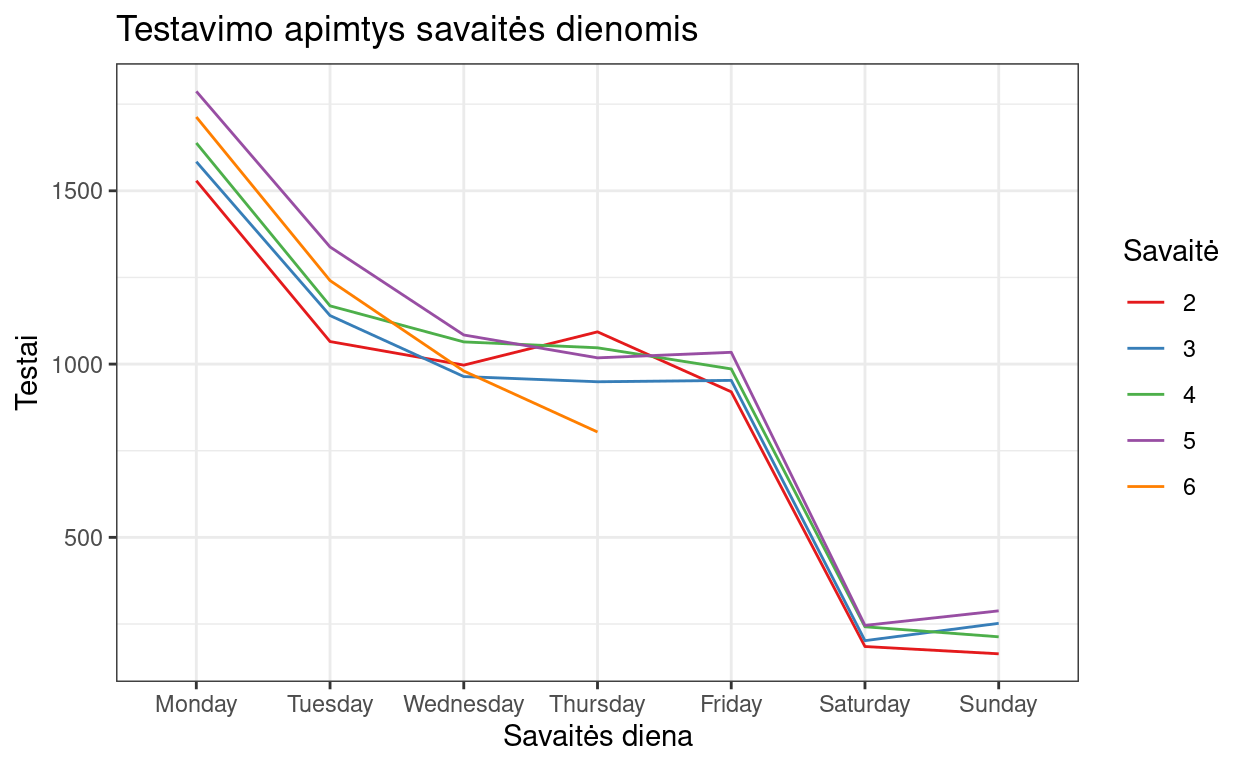 Testavimo apimtys savaitės dienomis
Testai
1500
1000
500
Monday Tuesday Wednesday Thursday Friday Saturday Sunday
Savaitės diena
Savaitė
2
3
4
5
6